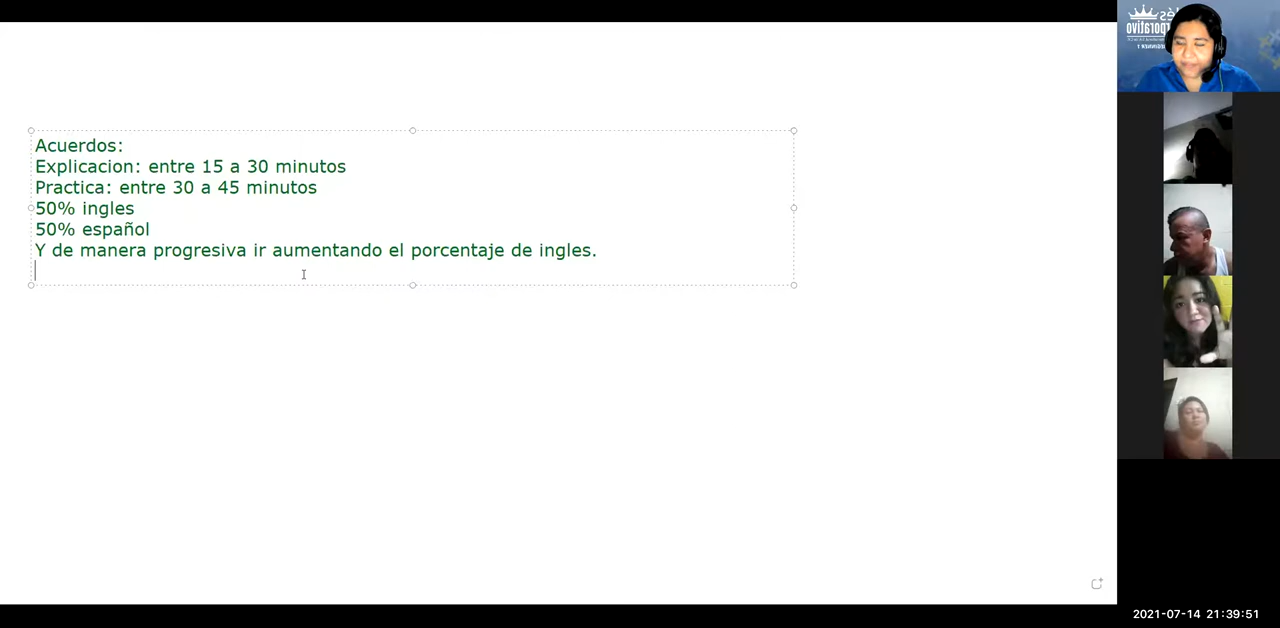 Acuerdos:
Explicacion: entre 15 a 30 minutos
Practica: entre 30 a 45 minutos
50% ingles
50% español
Y de manera progresiva ir aumentando el porcentaje de ingles.
2021-07-14 21:39:51